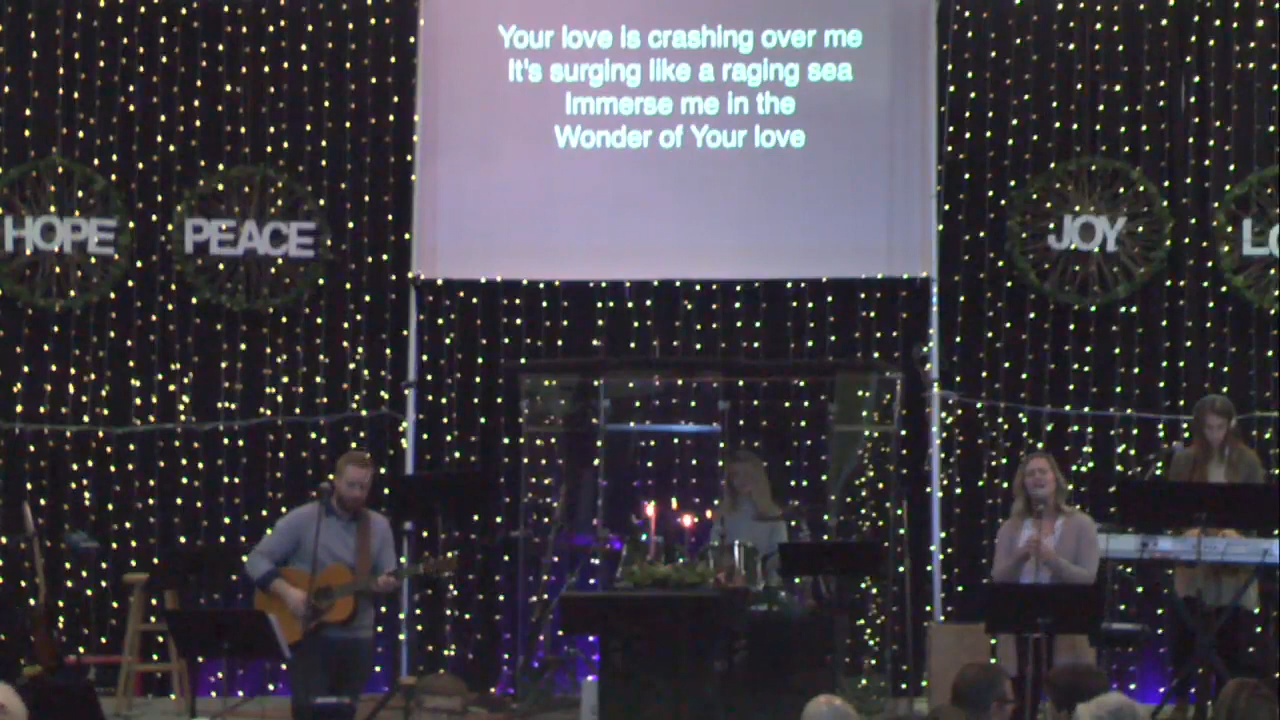 Your love is crashing over me
It's surging like a raging sea
Immerse me in the
Wonder of Your love
HOPE
PEACE
JOY